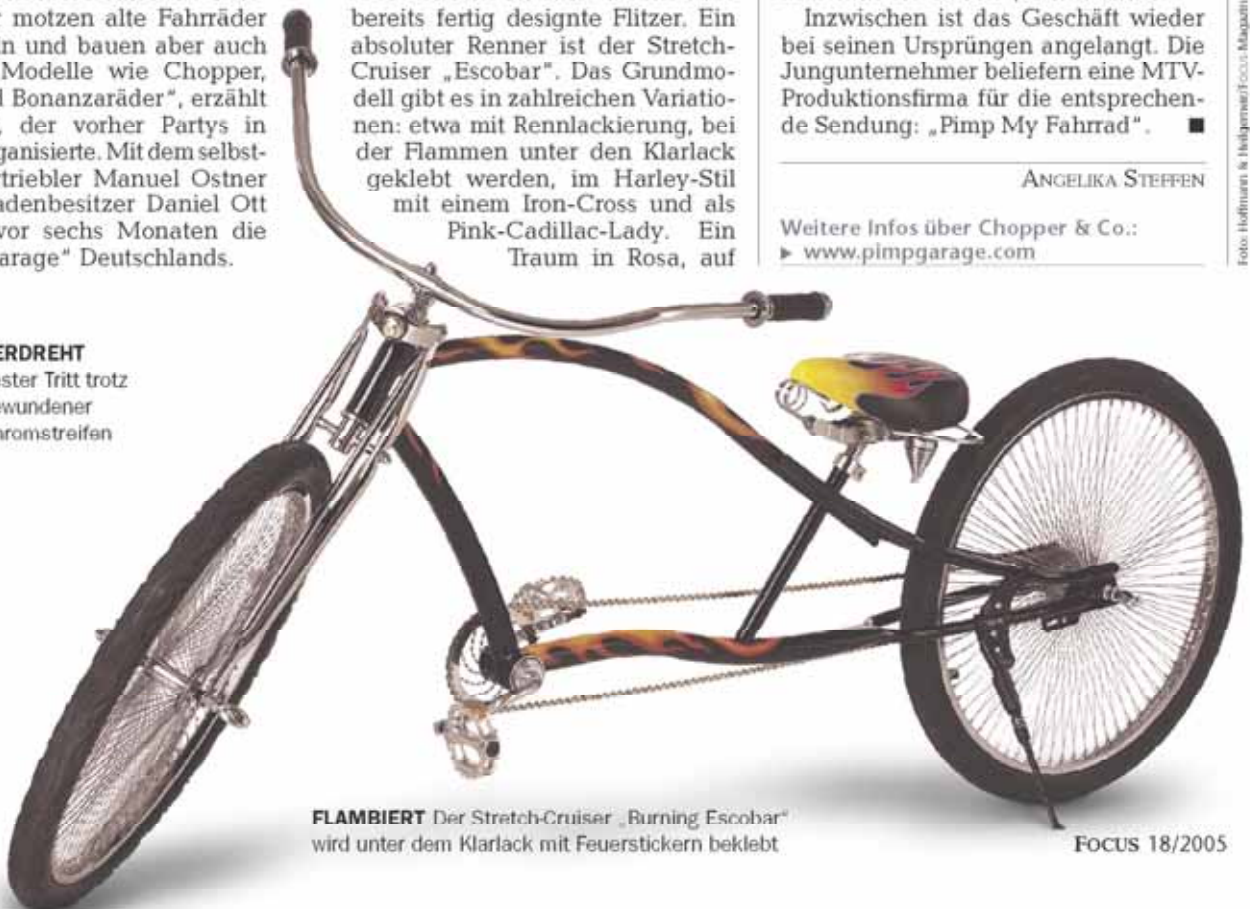 r motzen alte Fahrräder
n und bauen aber auch
Modelle wie Chopper,
l Bonanzaräder", erzählt
, der vorher Partys in
ganisierte. Mit dem selbst-
rtriebler Manuel Ostner
adenbesitzer Daniel Ott
vor sechs Monaten die
arage" Deutschlands.
bereits fertig designte Flitzer. Ein
absoluter Renner ist der Stretch-
Cruiser „Escobar". Das Grundmo-
dell gibt es in zahlreichen Variatio-
nen: etwa mit Rennlackierung, bei
der Flammen unter den Klarlack
geklebt werden, im Harley-Stil
mit einem Iron-Cross und als
Pink-Cadillac-Lady. Ein
Traum in Rosa, auf
Inzwischen ist das Geschäft wieder
bei seinen Ursprüngen angelangt. Die
Jungunternehmer beliefern eine MTV-
Produktionsfirma für die entsprechen-
de Sendung: „Pimp My Fahrrad". ■
ANGELIKA STEFFEN
Weitere Infos über Chopper & Co.:
▶ www.pimpgarage.com
ERDREHT
ster Tritt trotz
ewundener
hromstreifen
FLAMBIERT Der Stretch-Cruiser „Burning Escobar"
wird unter dem Klarlack mit Feuerstickern beklebt
FOCUS 18/2005